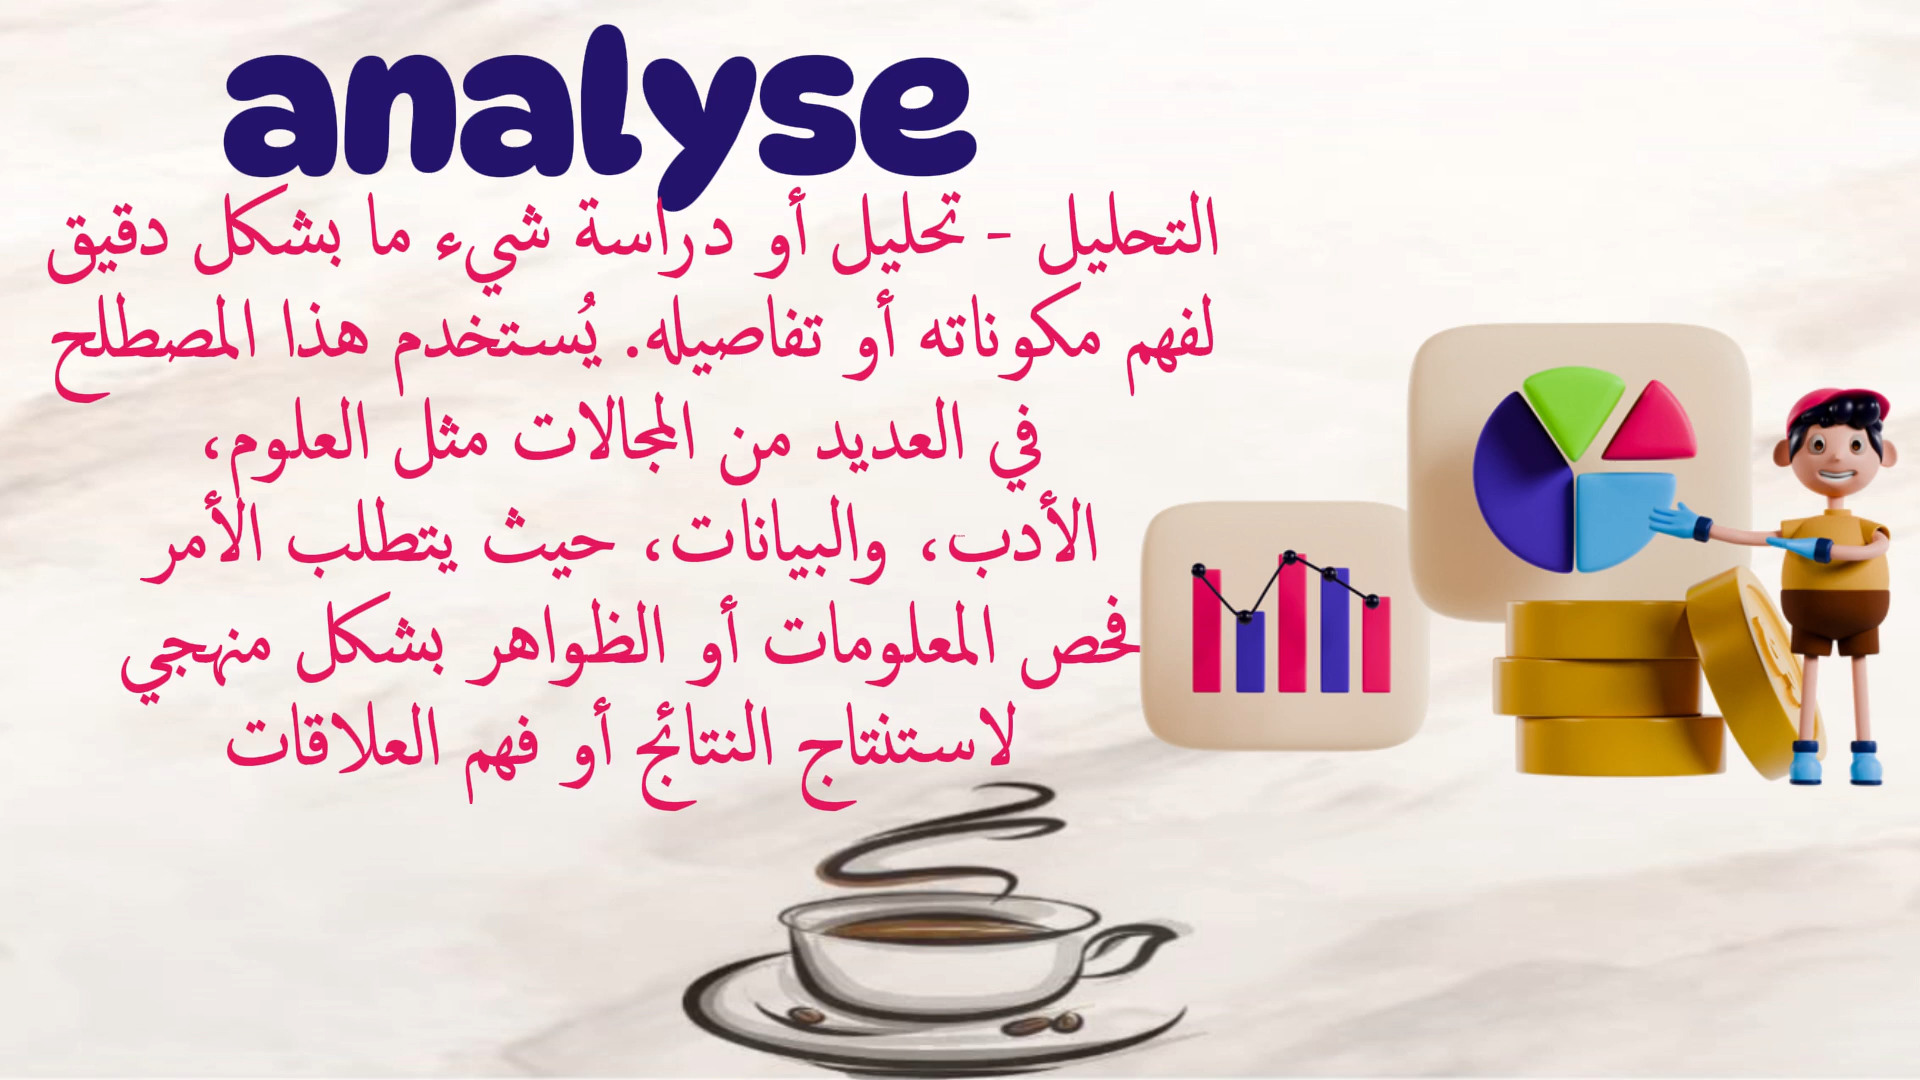 analyse
التحليل - تحليل أو دراسة شيء ما بشكل دقيق
لفهم مكوناته أو تفاصيله. يُستخدم هذا المصطلح
في العديد من المجالات مثل العلوم،
الأدب، والبيانات، حيث يتطلب الأمر
فحص المعلومات أو الظواهر بشكل منهجي
لاستنتاج النتائج أو فهم العلاقات